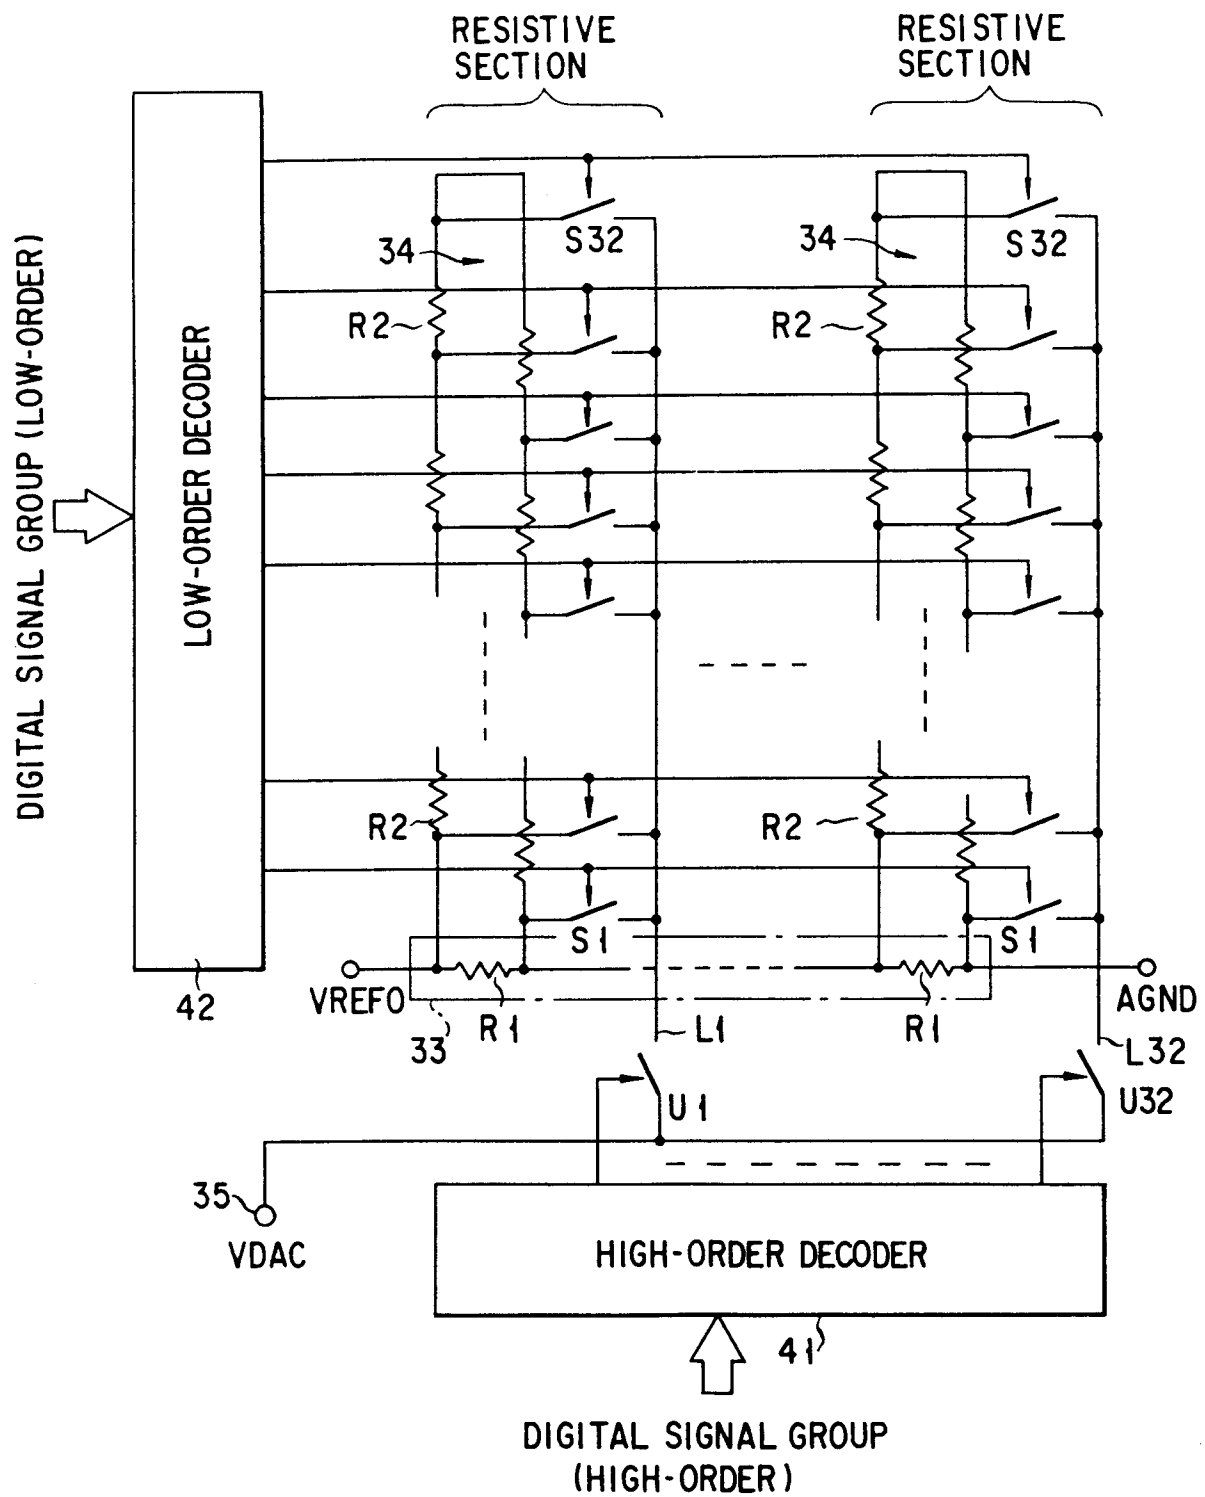 RESISTIVE
SECTION
RESISTIVE
SECTION
S32
S32
34
34
R2
R2
DIGITAL SIGNAL GROUP (LOW-ORDER)
LOW-ORDER DECODER
R2
R2
S1
S1
42
VREF0
33
R1
L1
R1
AGND
L32
U1
U32
35
VDAC
HIGH-ORDER DECODER
41
DIGITAL SIGNAL GROUP
(HIGH-ORDER)